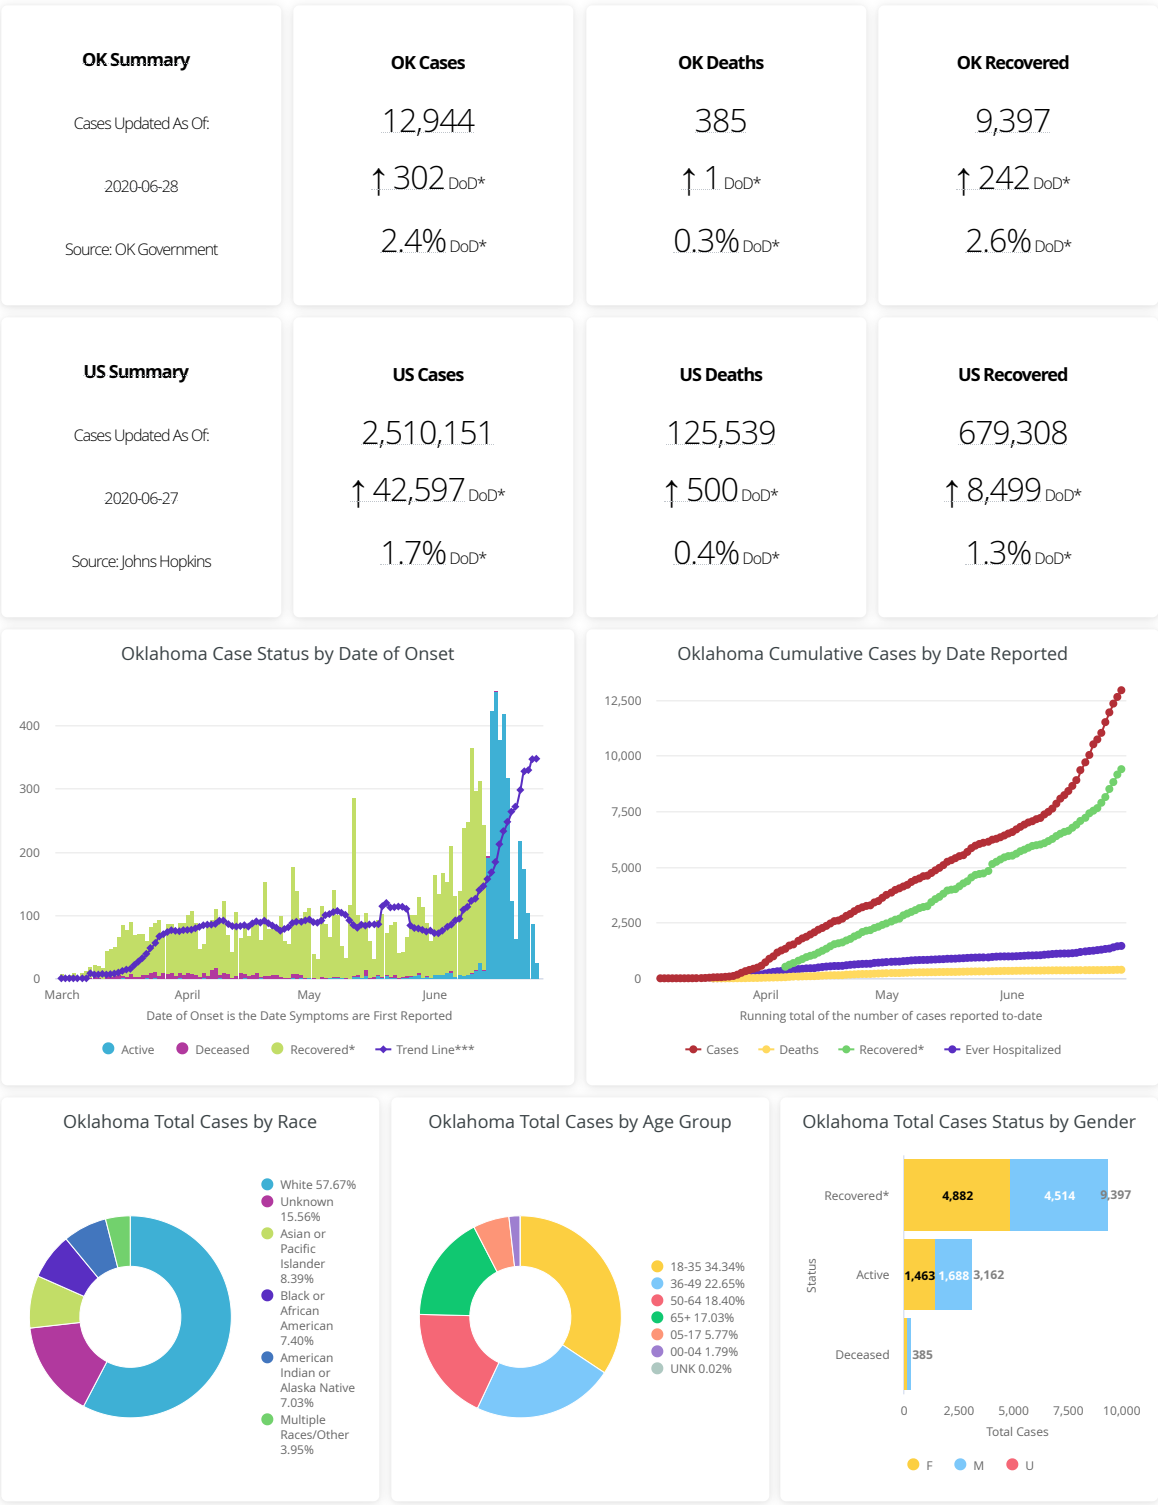 OK Summary
Cases Updated As Of:
2020-06-28
Source: OK Government
OK Cases
12,944
↑ 302 DoD*
2.4% DoD*
OK Deaths
385
↑ 1 DoD*
0.3% DoD*
OK Recovered
9,397
↑ 242 DoD*
2.6% DoD*
US Summary
Cases Updated As Of:
2020-06-27
Source: Johns Hopkins
US Cases
2,510,151
↑ 42,597 DoD*
1.7% DoD*
US Deaths
125,539
↑ 500 DoD*
0.4% DoD*
US Recovered
679,308
↑ 8,499 DoD*
1.3% DoD*
Oklahoma Case Status by Date of Onset
400
300
200
100
0
March April May June
Date of Onset is the Date Symptoms are First Reported
Active Deceased Recovered* Trend Line***
Oklahoma Cumulative Cases by Date Reported
12,500
10,000
7,500
5,000
2,500
0
April May June
Running total of the number of cases reported to-date
Cases Deaths Recovered* Ever Hospitalized
Oklahoma Total Cases by Race
White 57.67%
Unknown
15.56%
Asian or
Pacific
Islander
8.39%
Black or
African
American
7.40%
American
Indian or
Alaska Native
7.03%
Multiple
Races/Other
3.95%
Oklahoma Total Cases by Age Group
18-35 34.34%
36-49 22.65%
50-64 18.40%
65+ 17.03%
05-17 5.77%
00-04 1.79%
UNK 0.02%
Oklahoma Total Cases Status by Gender
Status
Recovered* 4,882 4,514 9,397
Active 1,463 1,688 3,162
Deceased 385
0 2,500 5,000 7,500 10,000
Total Cases
F M U